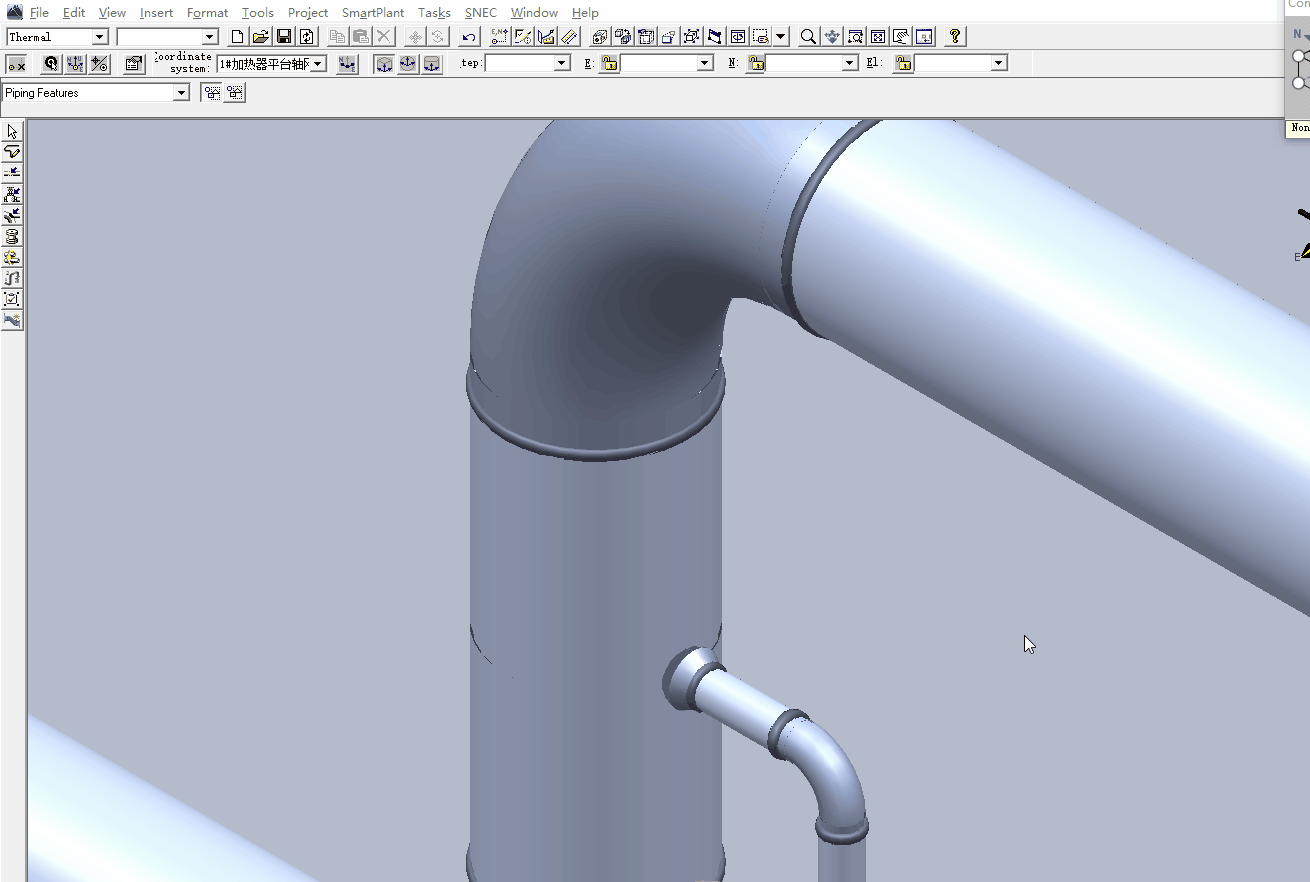 File Edit View Insert Format Tools Project SmartPlant Tasks SNEC Window Help
Con
Thermal
N
Coordinate
system:
1#加热器平台轴
.tep: E: N: El:
Piping Features
Non
E